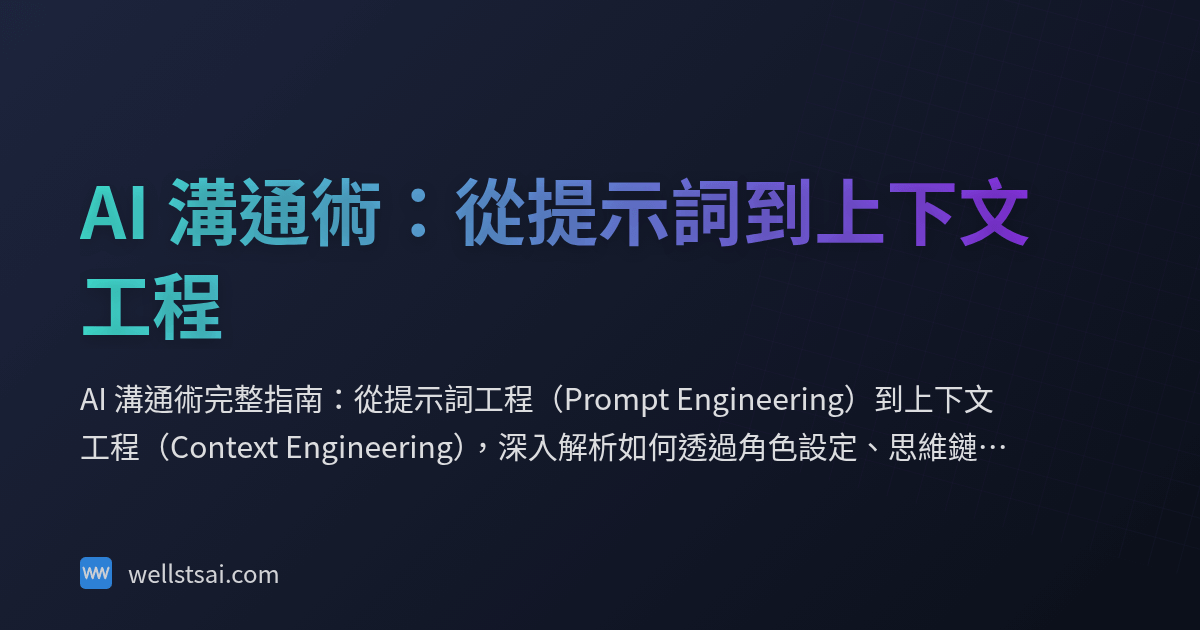 AI 溝通術：從提示詞到上下文
工程
AI 溝通術完整指南：從提示詞工程（Prompt Engineering）到上下文
工程（Context Engineering），深入解析如何透過角色設定、思維鏈…
wellstsai.com